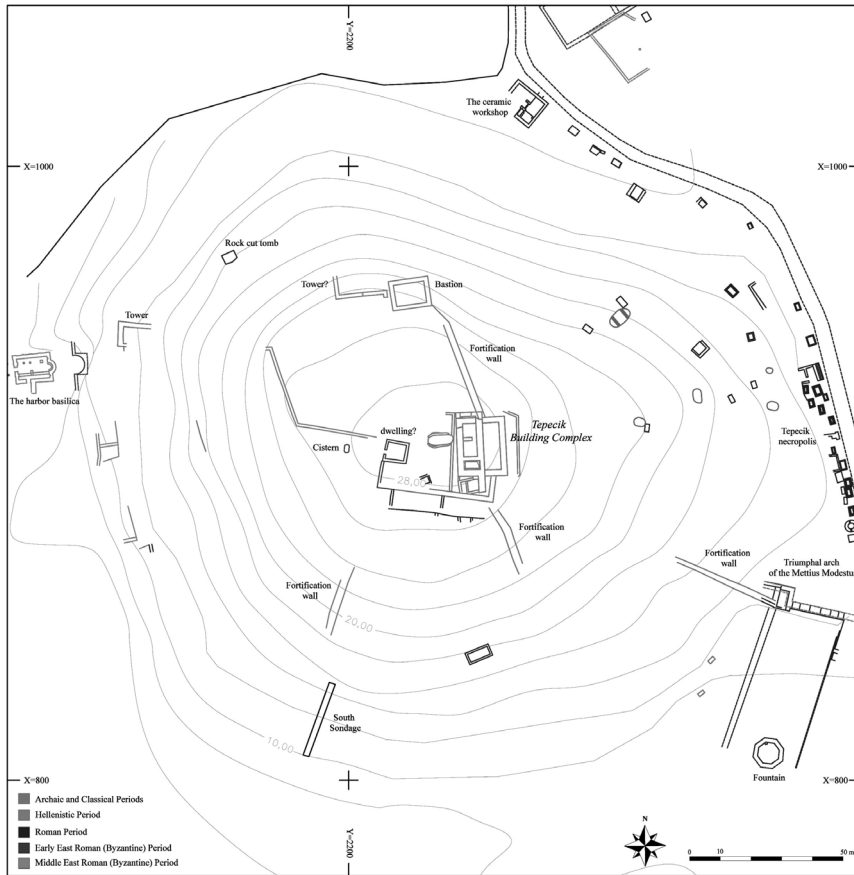 Y=2200
The ceramic
workshop
X=1000
X=1000
Rock cut tomb
Tower?
Bastion
Tower
Fortification
wall
The harbor basilica
Tepecik
Building Complex
dwelling?
Cistern
Tepecik
necropolis
28,00
Fortification
wall
Fortification
wall
Triumphal arch
of the Mettius Modestus
Fortification
wall
20,00
South
Sondage
10,00
Fountain
X=800
X=800
Archaic and Classical Periods
Hellenistic Period
Roman Period
Early East Roman (Byzantine) Period
Middle East Roman (Byzantine) Period
Y=2200
N
0 10 50 m